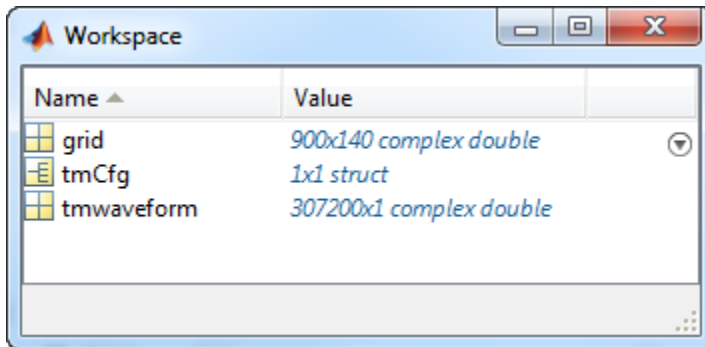 Workspace
Name Value
grid 900x140 complex double
tmCfg 1x1 struct
tmwaveform 307200x1 complex double